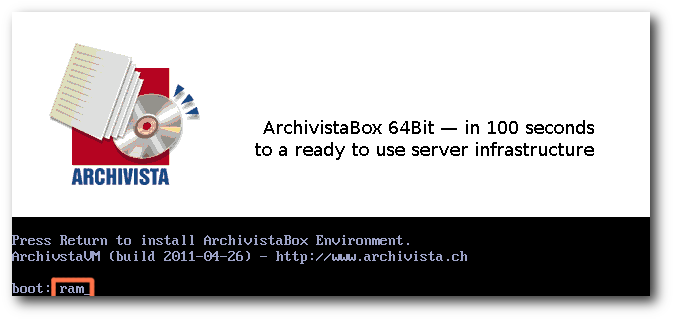 ARCHIVISTA
ArchivistaBox 64Bit — in 100 seconds
to a ready to use server infrastructure
Press Return to install ArchivistaBox Environment.
ArchivstaVM (build 2011-04-26) - http://www.archivista.ch
boot: ram_